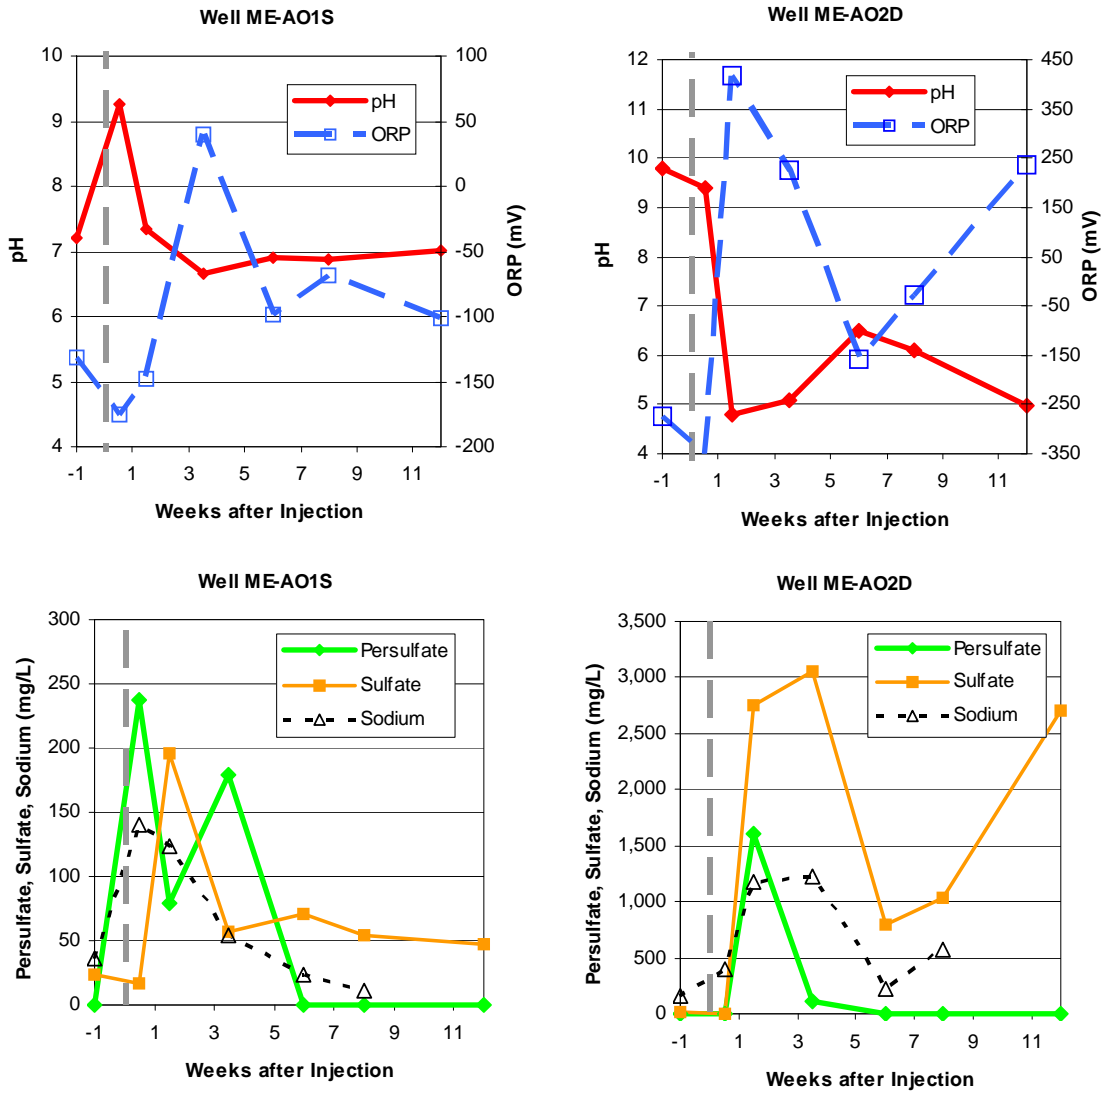 Well ME-AO1S
10
9
8
7
6
5
4
100
50
0
-50
-100
-150
-200
pH
ORP
pH
ORP (mV)
-1 1 3 5 7 9 11
Weeks after Injection
Well ME-AO2D
12
11
10
9
8
7
6
5
4
450
350
250
150
50
-50
-150
-250
-350
pH
ORP
pH
ORP (mV)
-1 1 3 5 7 9 11
Weeks after Injection
Well ME-AO1S
300
250
200
150
100
50
0
Persulfate
Sulfate
Sodium
Persulfate, Sulfate, Sodium (mg/L)
-1 1 3 5 7 9 11
Weeks after Injection
Well ME-AO2D
3,500
3,000
2,500
2,000
1,500
1,000
500
0
Persulfate
Sulfate
Sodium
Persulfate, Sulfate, Sodium (mg/L)
-1 1 3 5 7 9 11
Weeks after Injection